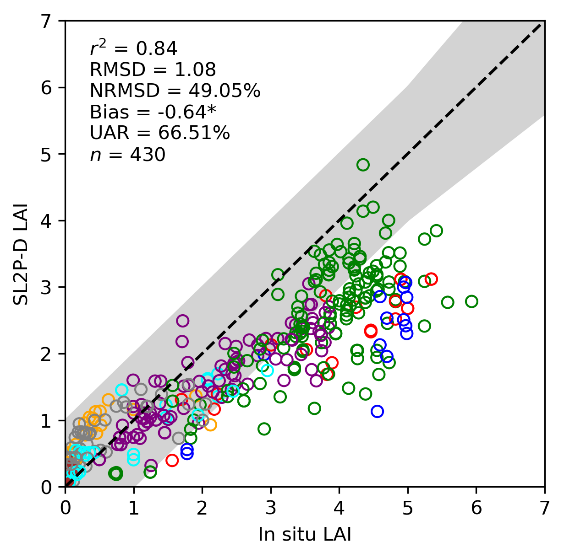 r² = 0.84
RMSD = 1.08
NRMSD = 49.05%
Bias = -0.64*
UAR = 66.51%
n = 430
7
6
5
4
3
2
1
0
SL2P-D LAI
0 1 2 3 4 5 6 7
In situ LAI